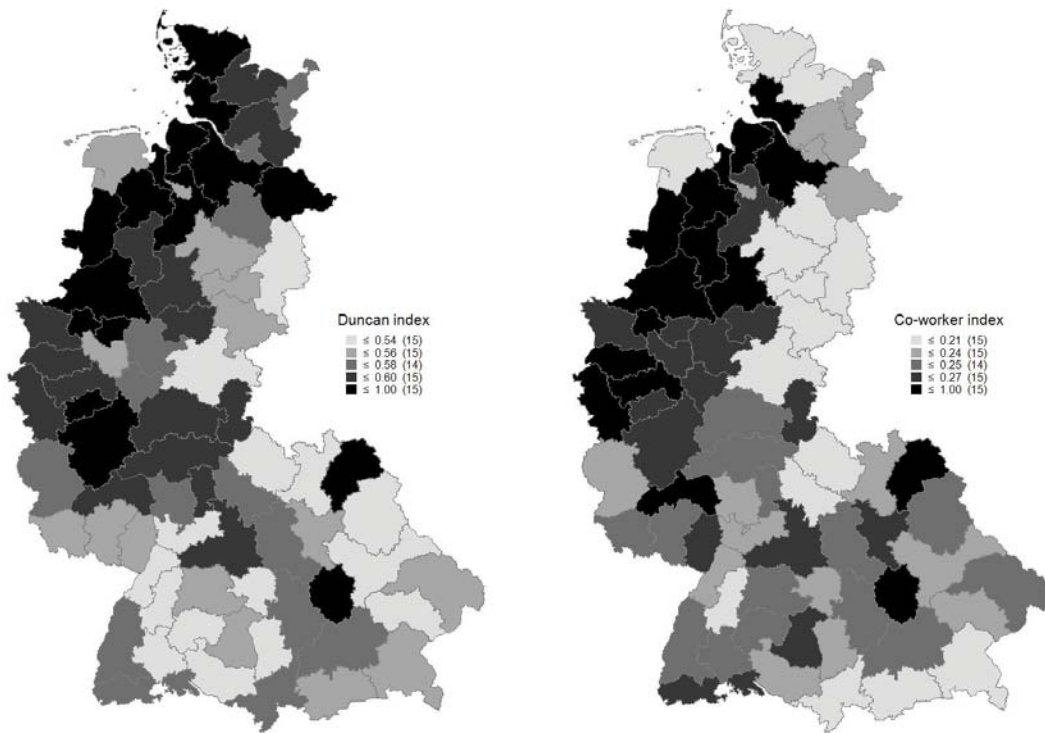 Duncan index
≤ 0.54 (15)
≤ 0.56 (15)
≤ 0.58 (14)
≤ 0.60 (15)
≤ 1.00 (15)
Co-worker index
≤ 0.21 (15)
≤ 0.24 (15)
≤ 0.25 (14)
≤ 0.27 (15)
≤ 1.00 (15)